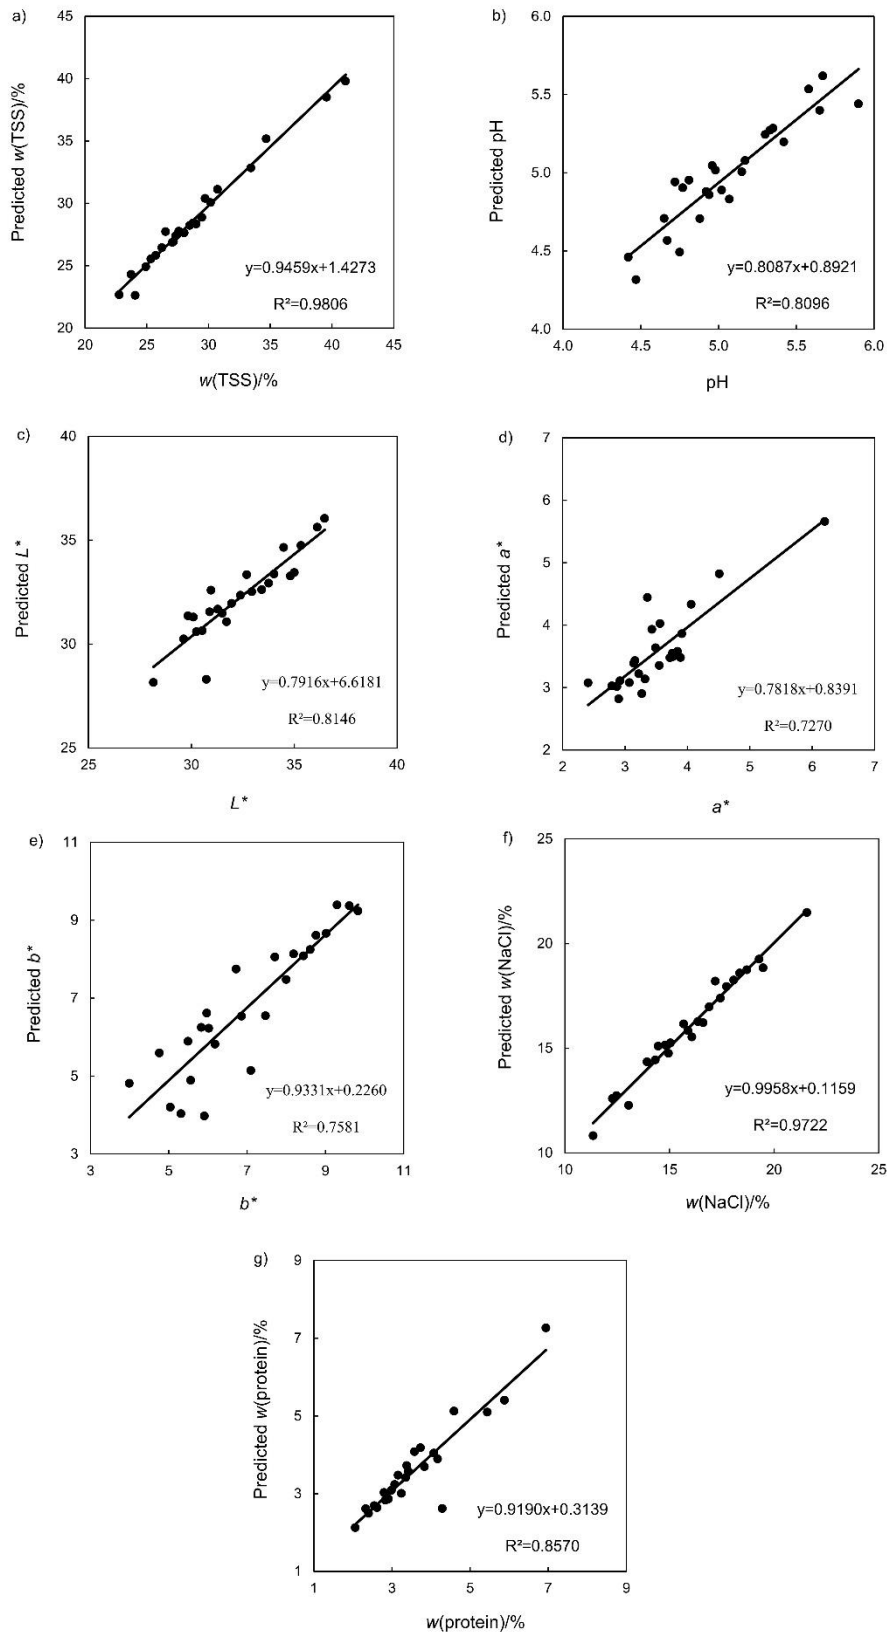 a)
45
40
35
30
25
20
Predicted w(TSS)/%
y=0.9459x+1.4273
R²=0.9806
20 25 30 35 40 45
w(TSS)/%
b)
6.0
5.5
5.0
4.5
4.0
Predicted pH
y=0.8087x+0.8921
R²=0.8096
4.0 4.5 5.0 5.5 6.0
pH
c)
40
35
30
25
Predicted L*
y=0.7916x+6.6181
R²=0.8146
25 30 35 40
L*
d)
7
6
5
4
3
2
Predicted a*
y=0.7818x+0.8391
R²=0.7270
2 3 4 5 6 7
a*
e)
11
9
7
5
3
Predicted b*
y=0.9331x+0.2260
R²=0.7581
3 5 7 9 11
b*
f)
25
20
15
10
Predicted w(NaCl)/%
y=0.9958x+0.1159
R²=0.9722
10 15 20 25
w(NaCl)/%
g)
9
7
5
3
1
Predicted w(protein)/%
y=0.9190x+0.3139
R²=0.8570
1 3 5 7 9
w(protein)/%